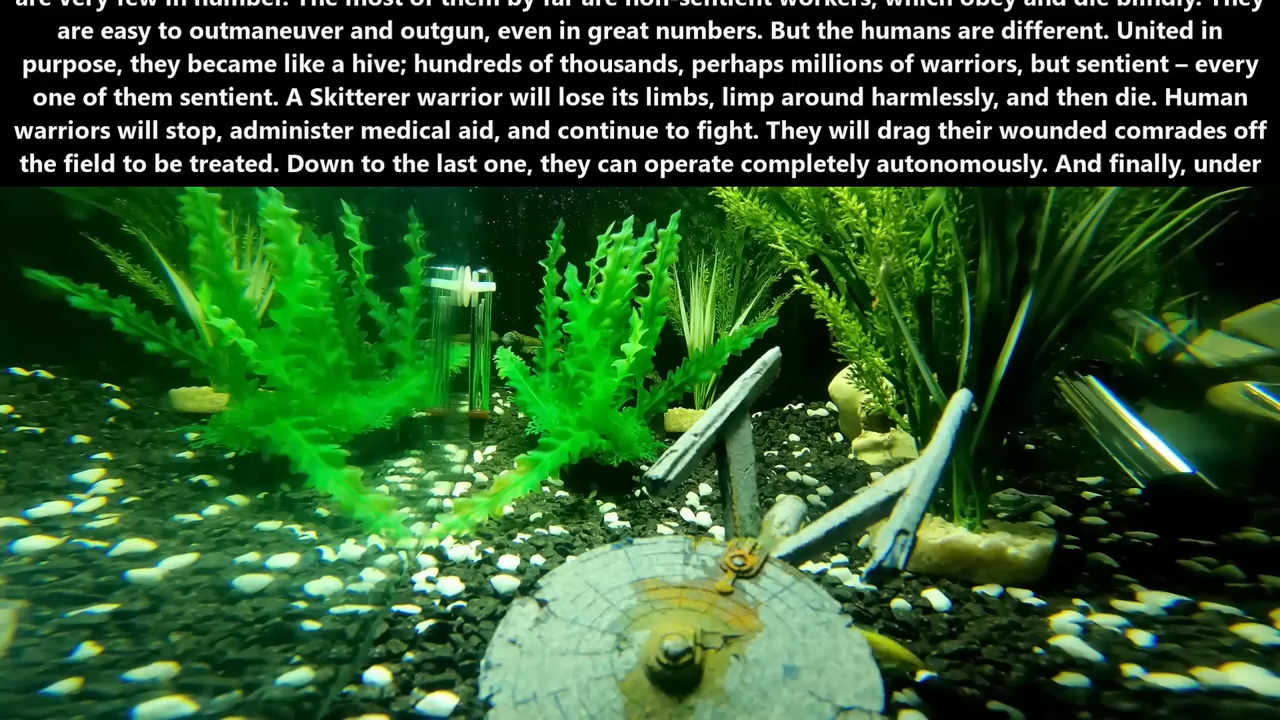 are very few in number. The most of them by far are non-sentient workers, which obey and die blindly. They
are easy to outmaneuver and outgun, even in great numbers. But the humans are different. United in
purpose, they became like a hive; hundreds of thousands, perhaps millions of warriors, but sentient – every
one of them sentient. A Skitterer warrior will lose its limbs, limp around harmlessly, and then die. Human
warriors will stop, administer medical aid, and continue to fight. They will drag their wounded comrades off
the field to be treated. Down to the last one, they can operate completely autonomously. And finally, under